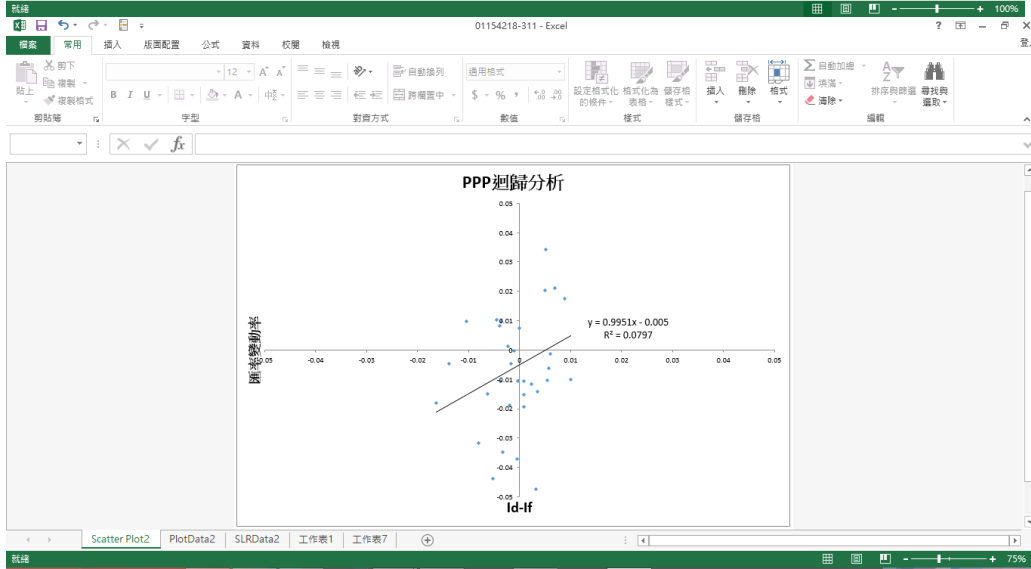 就緒
100%
01154218-311 - Excel
檔案 常用 插入 版面配置 公式 資料 校閱 檢視 登
剪下
複製
複製格式
貼上
剪貼簿
12
B I U
字型
自動換列
跨欄置中
對齊方式
通用格式
$ - % ,
數值
設定格式化的條件
格式化為表格
儲存格樣式
樣式
插入 刪除 格式
儲存格
自動加總
填滿
清除
排序與篩選
尋找與選取
編輯
fx
PPP迴歸分析
0.05
0.04
0.03
0.02
0.01
0
-0.01
-0.02
-0.03
-0.04
-0.05
-0.05 -0.04 -0.03 -0.02 -0.01 0 0.01 0.02 0.03 0.04 0.05
y = 0.9951x - 0.005
R² = 0.0797
匯率變動率
Id-If
Scatter Plot2 PlotData2 SLRData2 工作表1 工作表7
就緒
75%